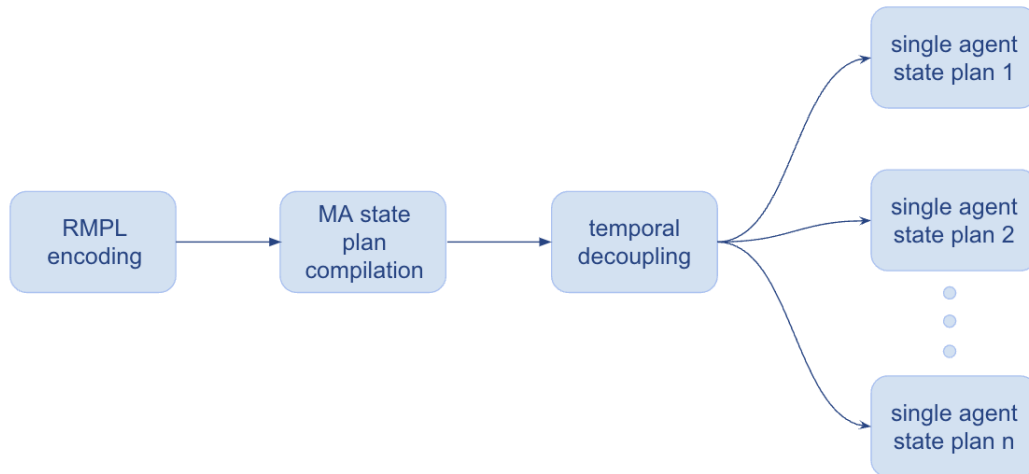 RMPL
encoding
MA state
plan
compilation
temporal
decoupling
single agent
state plan 1
single agent
state plan 2
single agent
state plan n